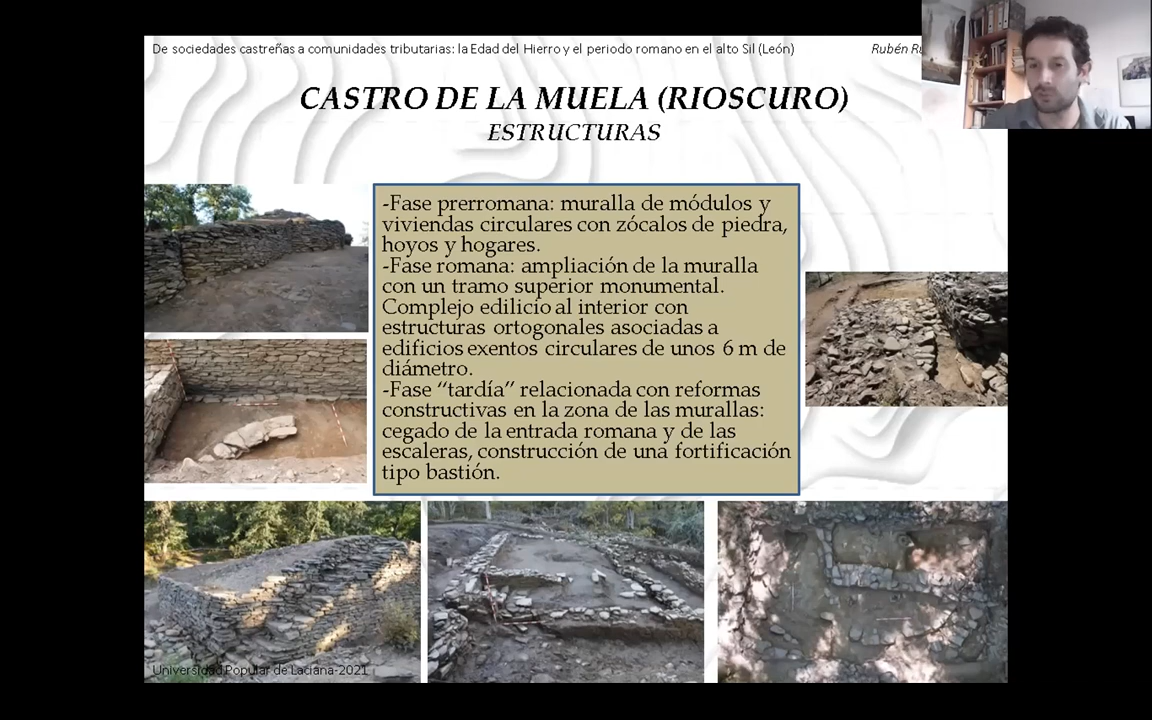 De sociedades castreñas a comunidades tributarias: la Edad del Hierro y el periodo romano en el alto Sil (León)
Rubén
CASTRO DE LA MUELA (RIOSCURO)
ESTRUCTURAS
-Fase prerromana: muralla de módulos y
viviendas circulares con zócalos de piedra,
hoyos y hogares.
-Fase romana: ampliación de la muralla
con un tramo superior monumental.
Complejo edilicio al interior con
estructuras ortogonales asociadas a
edificios exentos circulares de unos 6 m de
diámetro.
-Fase “tardía” relacionada con reformas
constructivas en la zona de las murallas:
cegado de la entrada romana y de las
escaleras, construcción de una fortificación
tipo bastión.
Universidad Popular de Laciana-2021